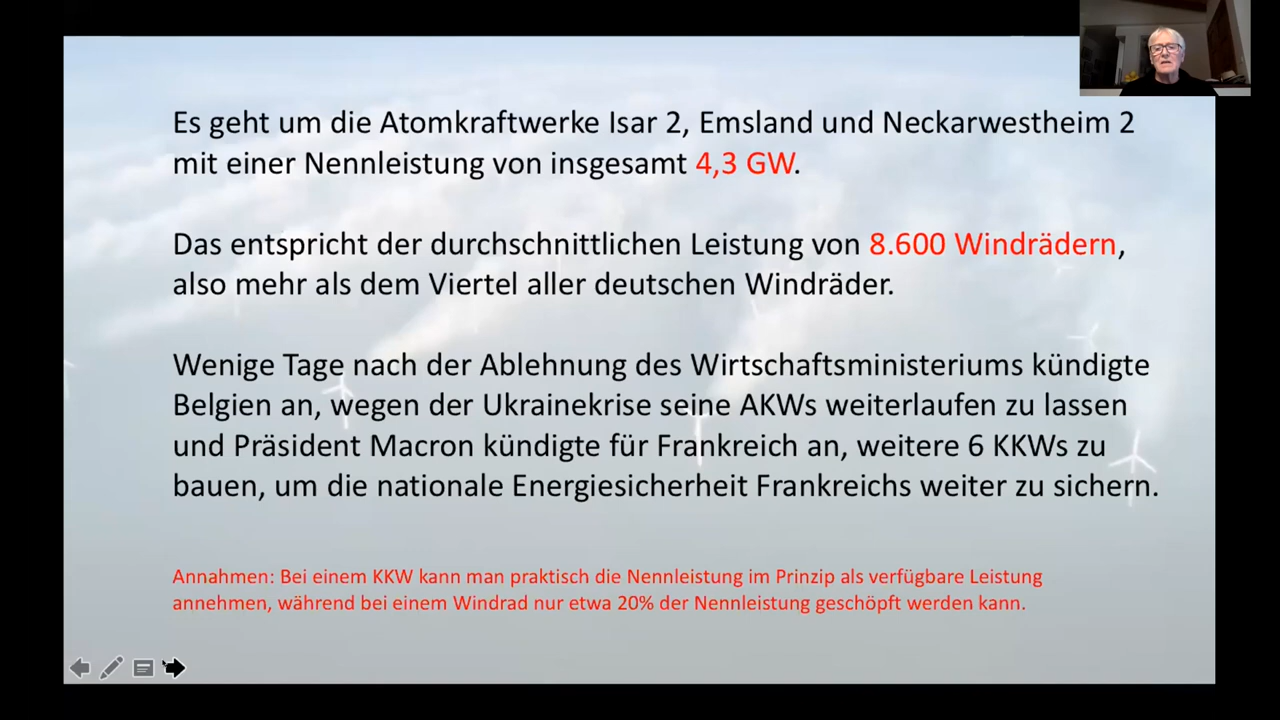 Es geht um die Atomkraftwerke Isar 2, Emsland und Neckarwestheim 2
mit einer Nennleistung von insgesamt 4,3 GW.
Das entspricht der durchschnittlichen Leistung von 8.600 Windrädern,
also mehr als dem Viertel aller deutschen Windräder.
Wenige Tage nach der Ablehnung des Wirtschaftsministeriums kündigte
Belgien an, wegen der Ukrainekrise seine AKWs weiterlaufen zu lassen
und Präsident Macron kündigte für Frankreich an, weitere 6 KKWs zu
bauen, um die nationale Energiesicherheit Frankreichs weiter zu sichern.
Annahmen: Bei einem KKW kann man praktisch die Nennleistung im Prinzip als verfügbare Leistung
annehmen, während bei einem Windrad nur etwa 20% der Nennleistung geschöpft werden kann.